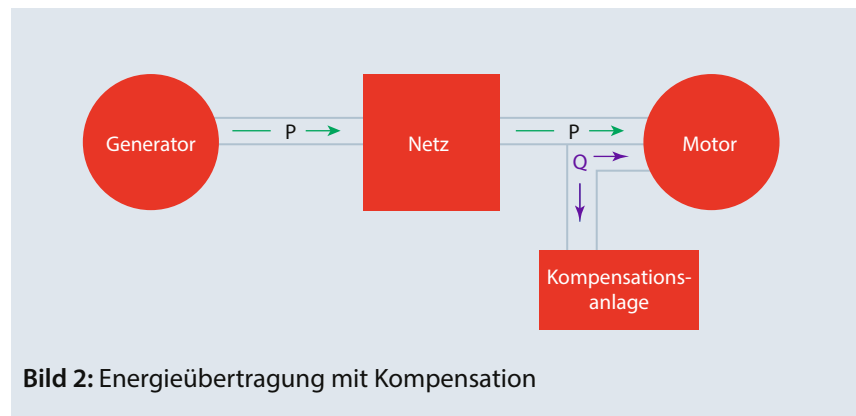 Generator
P
Netz
P
Motor
Q
Kompensations-
anlage
Bild 2: Energieübertragung mit Kompensation